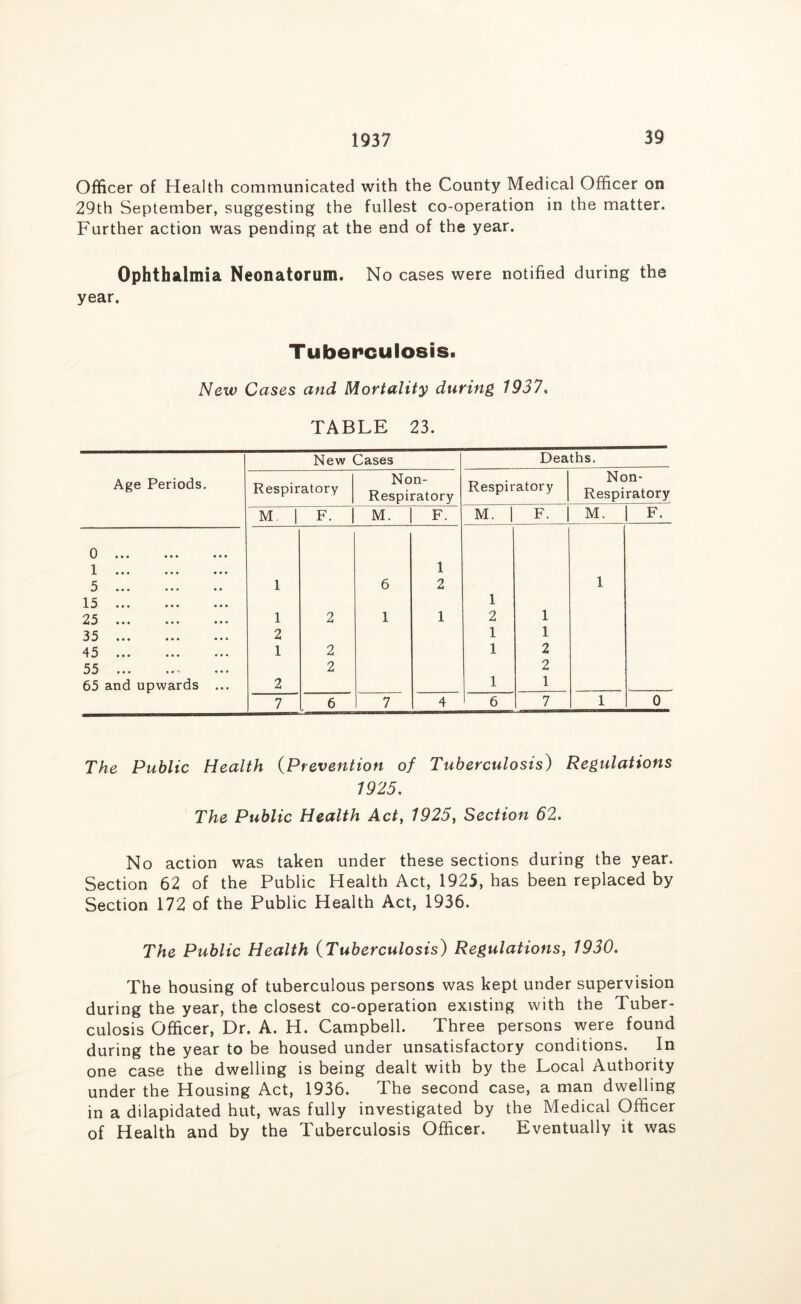 1937 39
Officer of Health communicated with the County Medical Officer on
29th September, suggesting the fullest co-operation in the matter.
Further action was pending at the end of the year.
Ophthalmia Neonatorum. No cases were notified during the
year.
Tuberculosis.
New Cases and Mortality during 1937.
TABLE 23.
Age Periods. New Cases Deaths.
Respiratory Non-Respiratory Respiratory Non-Respiratory
M. F. M. F. M. F. M. F.
0 ... ... ...
1 ... ... ... 1
5 ... ... .. 1 6 2 1
15 ... ... ... 1
25 ... ... ... 1 2 1 1 2 1
35 ... ... ... 2 1 1
45 ... ... ... 1 2 1 2
55 ... ... ... 2 2
65 and upwards ... 2 1 1
7 6 7 4 6 7 1 0
The Public Health (Prevention of Tuberculosis) Regulations
1925.
The Public Health Act, 1925, Section 62.
No action was taken under these sections during the year.
Section 62 of the Public Health Act, 1925, has been replaced by
Section 172 of the Public Health Act, 1936.
The Public Health (Tuberculosis) Regulations, 1930.
The housing of tuberculous persons was kept under supervision
during the year, the closest co-operation existing with the Tuber-
culosis Officer, Dr. A. H. Campbell. Three persons were found
during the year to be housed under unsatisfactory conditions. In
one case the dwelling is being dealt with by the Local Authority
under the Housing Act, 1936. The second case, a man dwelling
in a dilapidated hut, was fully investigated by the Medical Officer
of Health and by the Tuberculosis Officer. Eventually it was